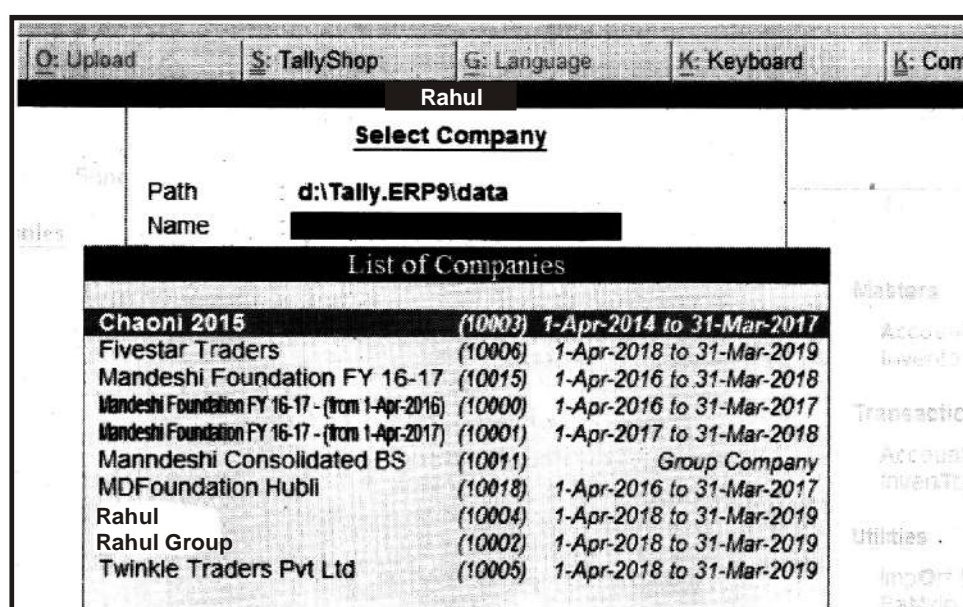 O: Upload S: TallyShop G: Language K: Keyboard K: Com
Rahul
Select Company
Path : d:\Tally.ERP9\data
Name :
List of Companies
Chaoni 2015 (10003) 1-Apr-2014 to 31-Mar-2017
Fivestar Traders (10006) 1-Apr-2018 to 31-Mar-2019
Mandeshi Foundation FY 16-17 (10015) 1-Apr-2016 to 31-Mar-2018
Mandeshi Foundation FY 16-17 - (from 1-Apr-2016) (10000) 1-Apr-2016 to 31-Mar-2017
Mandeshi Foundation FY 16-17 - (from 1-Apr-2017) (10001) 1-Apr-2017 to 31-Mar-2018
Manndeshi Consolidated BS (10011) Group Company
MDFoundation Hubli (10018) 1-Apr-2016 to 31-Mar-2017
Rahul (10004) 1-Apr-2018 to 31-Mar-2019
Rahul Group (10002) 1-Apr-2018 to 31-Mar-2019
Twinkle Traders Pvt Ltd (10005) 1-Apr-2018 to 31-Mar-2019
Masters
Transactio
Utilities